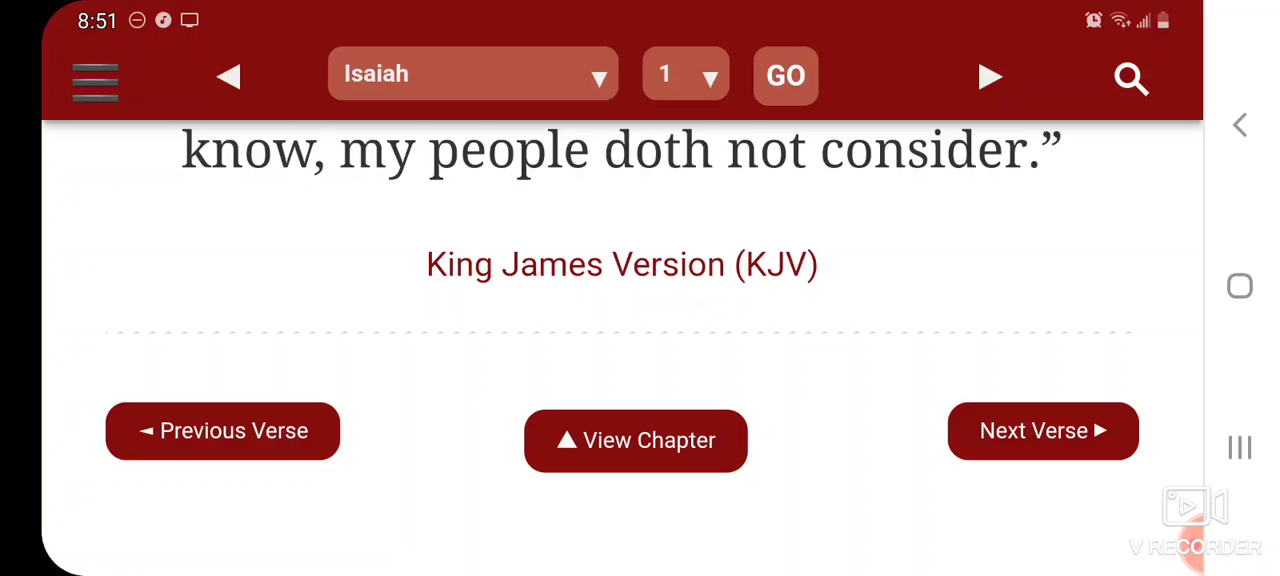 8:51
Isaiah 1 GO
know, my people doth not consider.”
King James Version (KJV)
◄ Previous Verse
▲ View Chapter
Next Verse ►
V RECORDER